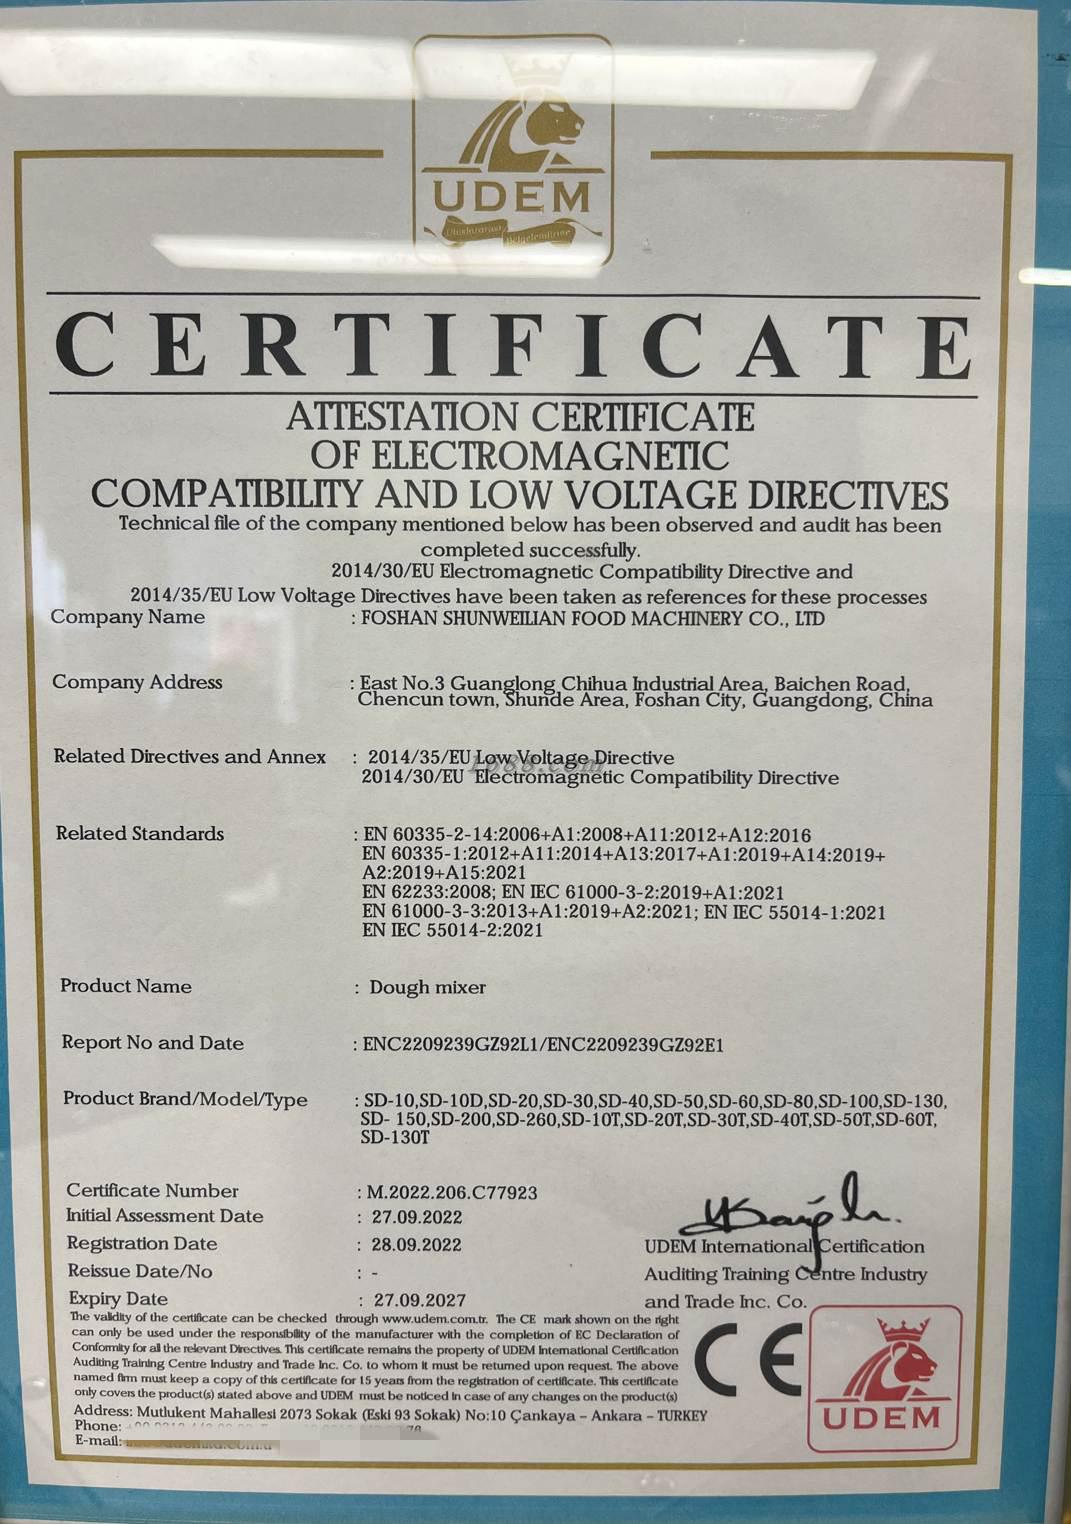 UDEM
Uluslararası
Belgelendirme
CERTIFICATE
ATTESTATION CERTIFICATE
OF ELECTROMAGNETIC
COMPATIBILITY AND LOW VOLTAGE DIRECTIVES
Technical file of the company mentioned below has been observed and audit has been
completed successfully.
2014/30/EU Electromagnetic Compatibility Directive and
2014/35/EU Low Voltage Directives have been taken as references for these processes
Company Name : FOSHAN SHUNWEILIAN FOOD MACHINERY CO., LTD
Company Address : East No.3 Guanglong Chihua Industrial Area, Baichen Road,
Chencun town, Shunde Area, Foshan City, Guangdong, China
Related Directives and Annex : 2014/35/EU Low Voltage Directive
1688.com
2014/30/EU Electromagnetic Compatibility Directive
Related Standards : EN 60335-2-14:2006+A1:2008+A11:2012+A12:2016
EN 60335-1:2012+A11:2014+A13:2017+A1:2019+A14:2019+
A2:2019+A15:2021
EN 62233:2008; EN IEC 61000-3-2:2019+A1:2021
EN 61000-3-3:2013+A1:2019+A2:2021; EN IEC 55014-1:2021
EN IEC 55014-2:2021
Product Name : Dough mixer
Report No and Date : ENC2209239GZ92L1/ENC2209239GZ92E1
Product Brand/Model/Type : SD-10,SD-10D,SD-20,SD-30,SD-40,SD-50,SD-60,SD-80,SD-100,SD-130,
SD- 150,SD-200,SD-260,SD-10T,SD-20T,SD-30T,SD-40T,SD-50T,SD-60T,
SD-130T
Certificate Number : M.2022.206.C77923
Initial Assessment Date : 27.09.2022
Registration Date : 28.09.2022
Reissue Date/No : -
Expiry Date : 27.09.2027
UDEM International Certification
Auditing Training Centre Industry
and Trade Inc. Co.
The validity of the certificate can be checked through www.udem.com.tr. The CE mark shown on the right
can only be used under the responsibility of the manufacturer with the completion of EC Declaration of
Conformity for all the relevant Directives. This certificate remains the property of UDEM International Certification
Auditing Training Centre Industry and Trade Inc. Co. to whom it must be returned upon request. The above
named firm must keep a copy of this certificate for 15 years from the registration of certificate. This certificate
only covers the product(s) stated above and UDEM must be noticed in case of any changes on the product(s)
Address: Mutlukent Mahallesi 2073 Sokak (Eski 93 Sokak) No:10 Çankaya – Ankara – TURKEY
Phone:
E-mail:
CE
UDEM